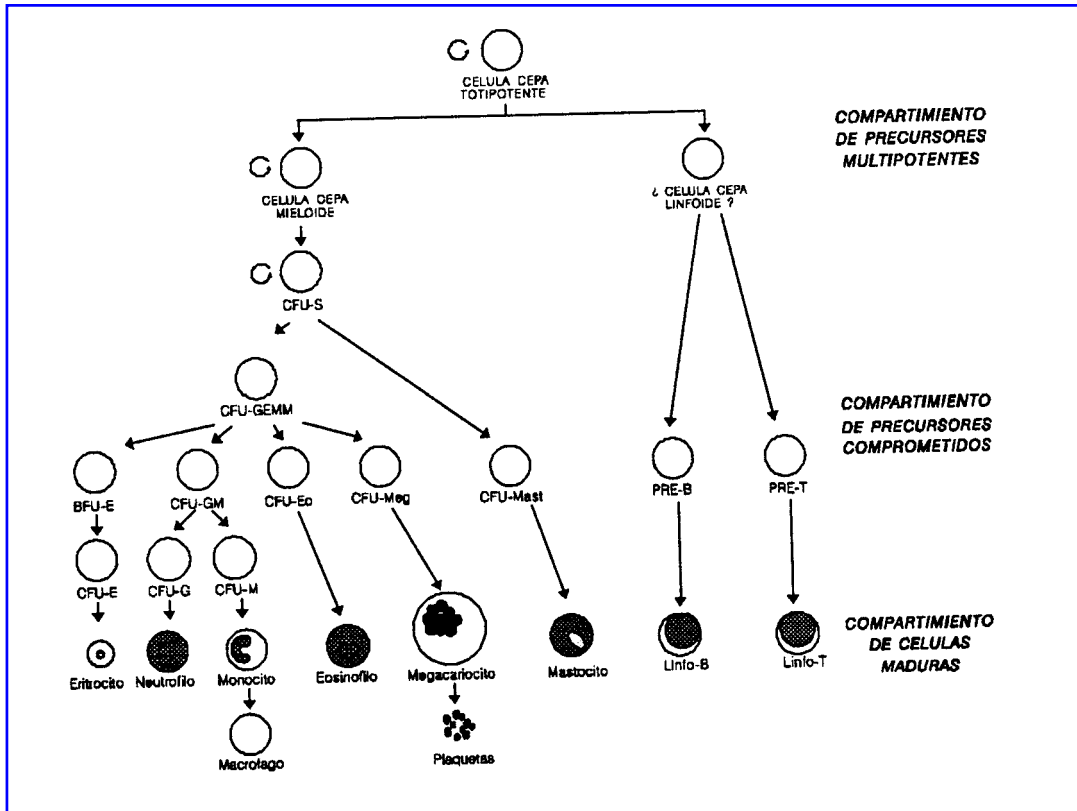 CELULA CEPA
TOTIPOTENTE
COMPARTIMIENTO
DE PRECURSORES
MULTIPOTENTES
CELULA CEPA
MIELOIDE
¿ CELULA CEPA
LINFOIDE ?
CFU-S
CFU-GEMM
COMPARTIMIENTO
DE PRECURSORES
COMPROMETIDOS
BFU-E
CFU-GM
CFU-Eo
CFU-Meg
CFU-Mast
PRE-B
PRE-T
CFU-E
CFU-G
CFU-M
COMPARTIMIENTO
DE CELULAS
MADURAS
Eritrocito
Neutrofilo
Monocito
Eosinofilo
Megacariocito
Mastocito
Linfo-B
Linfo-T
Macrofago
Plaquetas